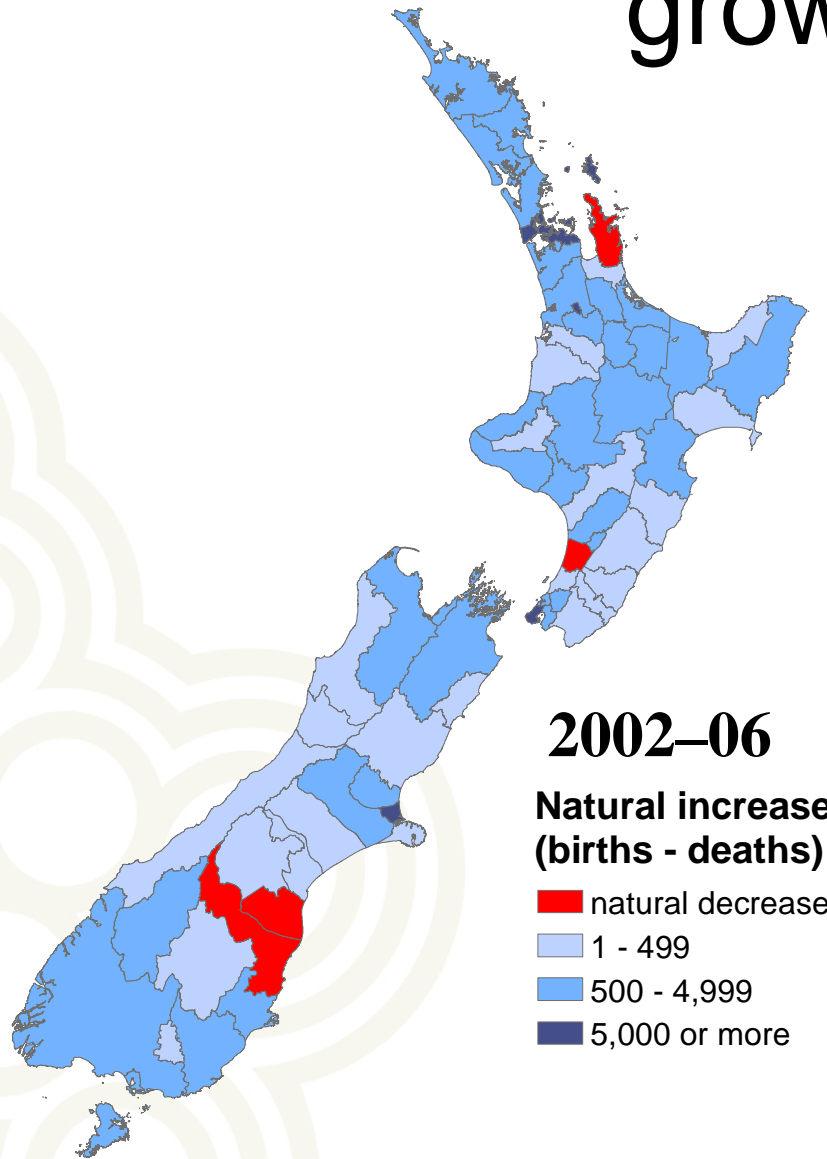 grow
2002–06
Natural increase
(births - deaths)
natural decrease
1 - 499
500 - 4,999
5,000 or more